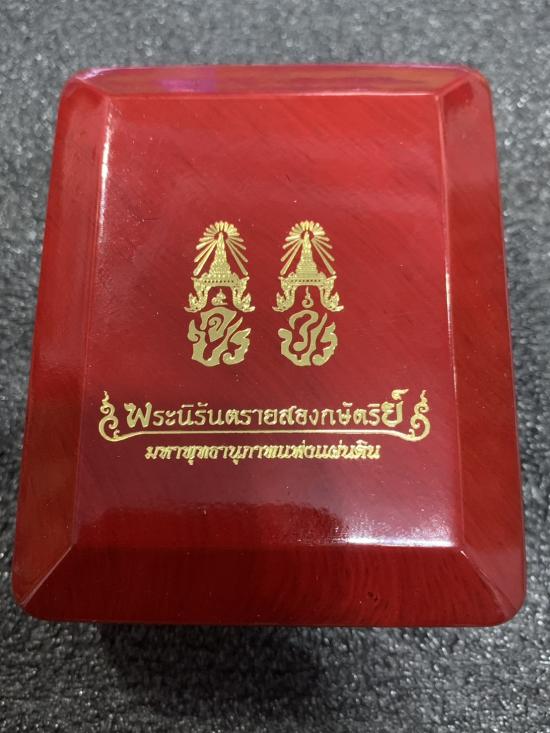 พระนิรันตรายสองกษัตริย์
มหาพุทธานุภาพแห่งแผ่นดิน